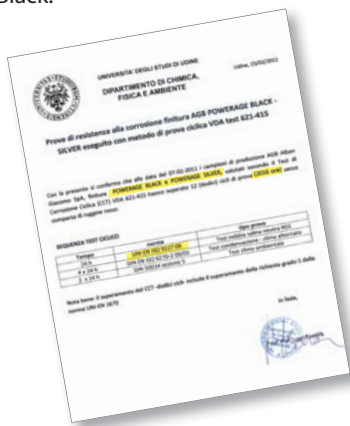 Black.
UNIVERSITA' DEGLI STUDI DI UDINE
DIPARTIMENTO DI CHIMICA,
FISICA E AMBIENTE
Udine, 23/02/2011
Prove di resistenza alla corrosione finitura AGB POWERAGE BLACK -
SILVER eseguito con metodo di prova ciclica VDA test 621-415
Con la presente si conferma che alla data del 07-02-2011 i campioni di produzione AGB Alban
Giacomo SpA, finitura POWERAGE BLACK e POWERAGE SILVER, valutati secondo il Test di
Corrosione Ciclica (CCT) VDA 621-415 hanno superato 12 (dodici) cicli di prova (2016 ore) senza
comparsa di ruggine rossa.
SEQUENZA TEST CICLICO
Tempo norma tipo prova
24 h UNI EN ISO 9227:06 Test nebbia salina neutra NSS
4 x 24 h DIN EN ISO 6270-2 Test condensazione - clima alternato
2 x 24 h DIN 50014 sezione 5 Test clima ambientale
Nota bene: il superamento del CCT -dodici cicli- include il superamento della richiesta grado 5 della
norma UNI-EN 1670
in fede,